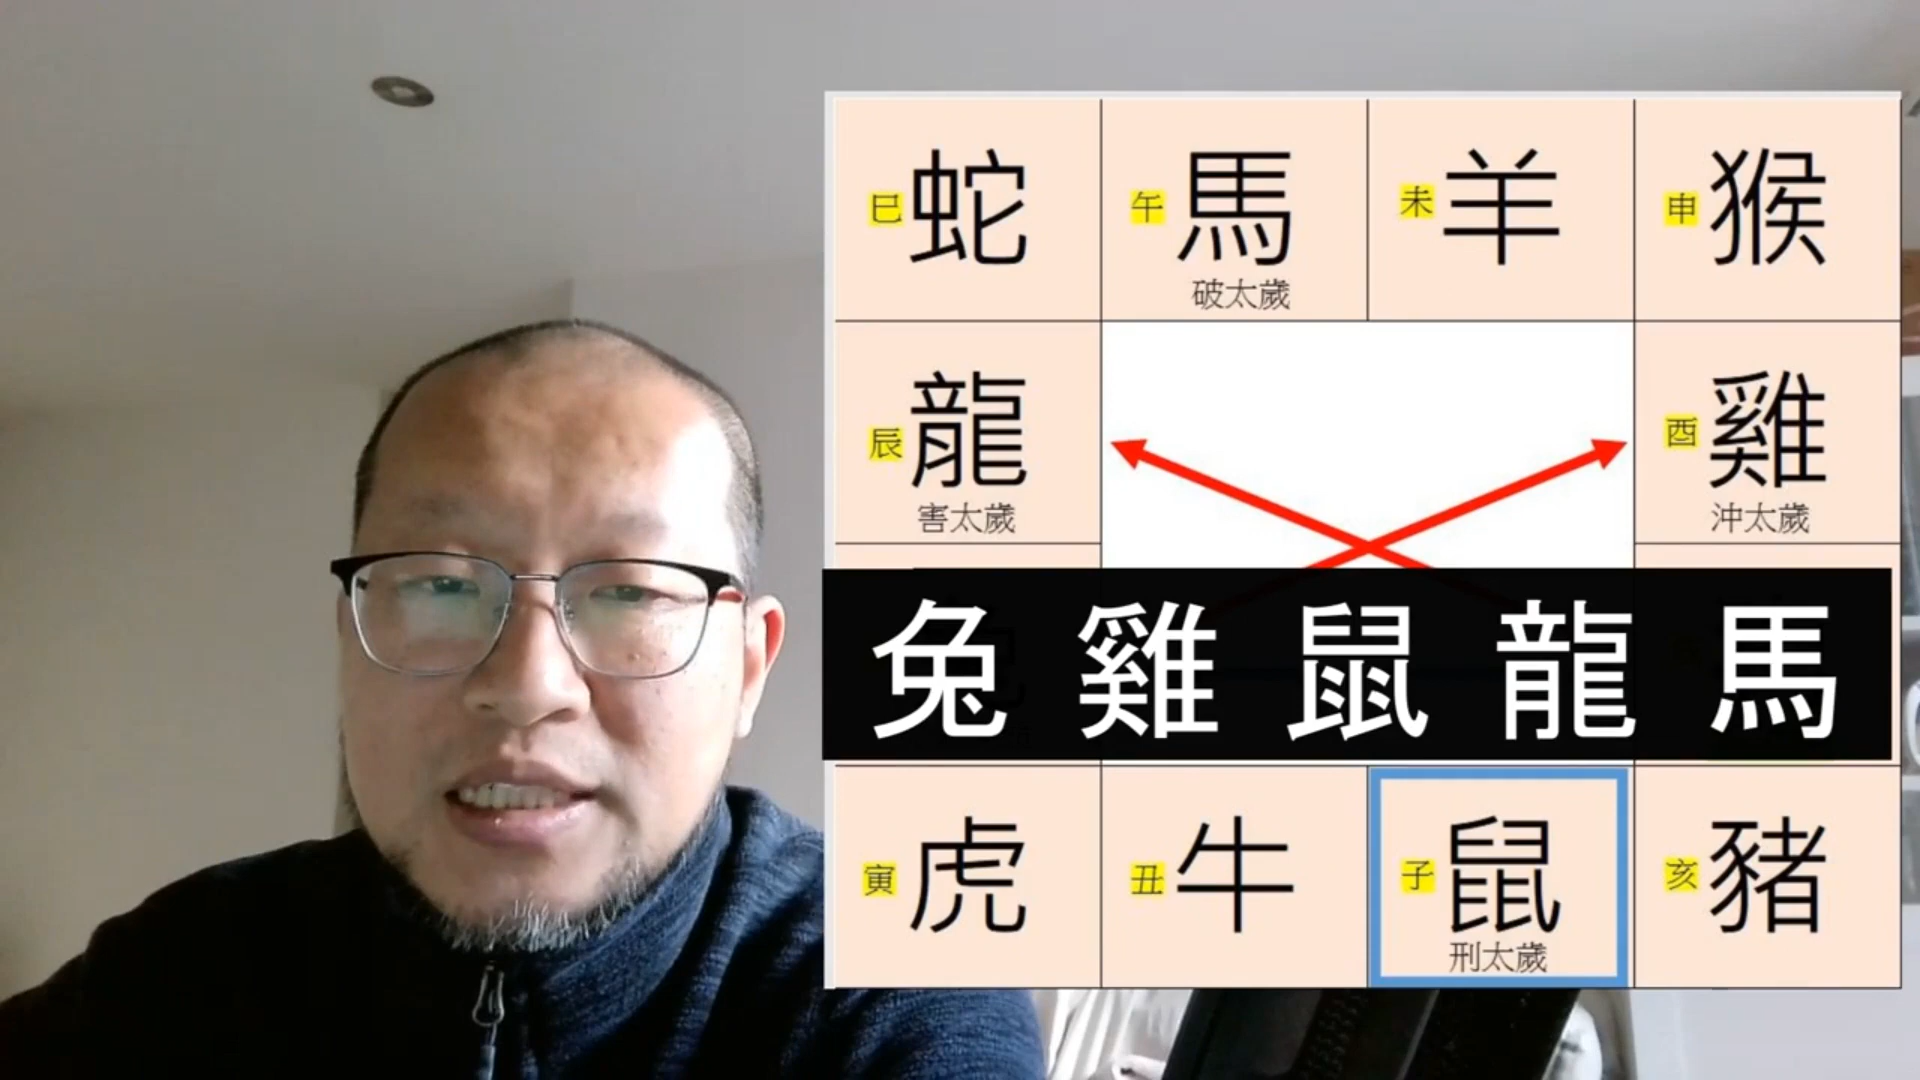 巳 蛇
午 馬
破太歲
未 羊
申 猴
辰 龍
害太歲
酉 雞
沖太歲
兔 雞 鼠 龍 馬
寅 虎
丑 牛
子 鼠
刑太歲
亥 豬